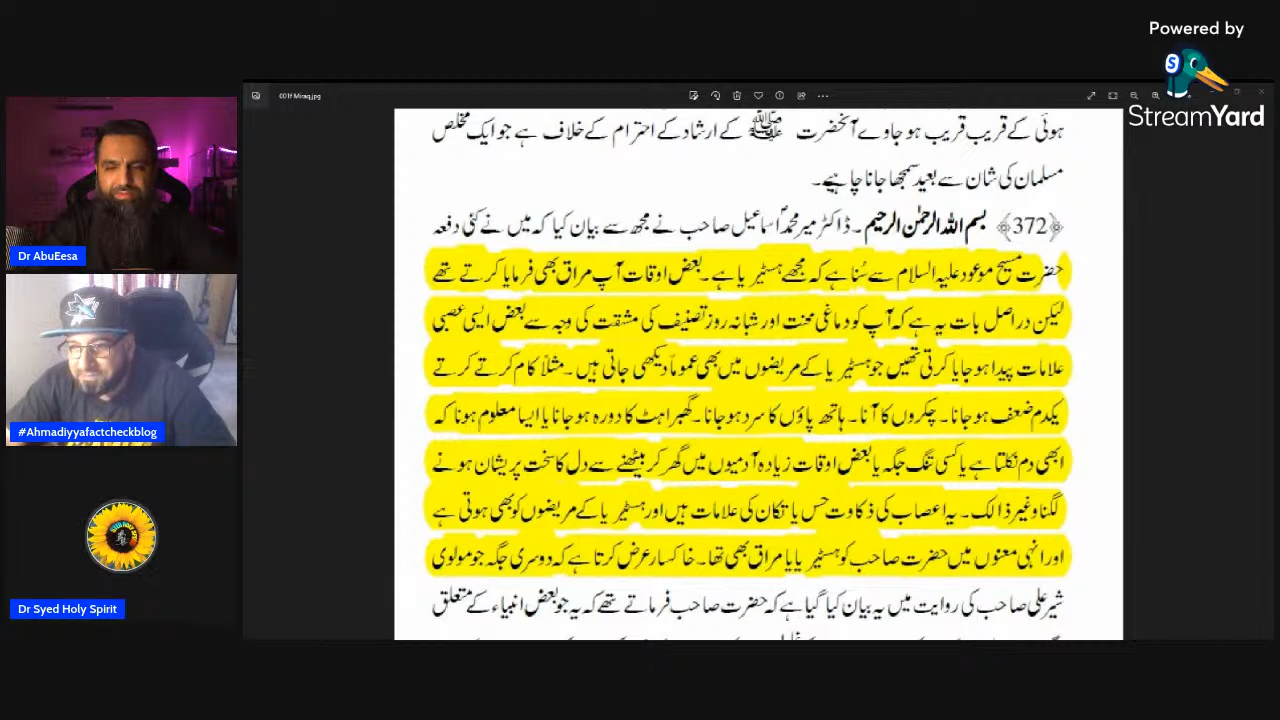 Powered by
StreamYard
001f Miraq.jpg
ہوئی کے قریب قریب ہو جاوے آنحضرت ﷺ کے ارشاد کے احترام کے خلاف ہے جو ایک مخلص
مسلمان کی شان سے بعید سمجھا جانا چاہیے۔
﴿372﴾ بسم اللہ الرحمٰن الرحیم۔ ڈاکٹر میر محمد اسماعیل صاحب نے مجھ سے بیان کیا کہ میں نے کئی دفعہ
حضرت مسیح موعود علیہ السلام سے سُنا ہے کہ مجھے ہسٹیریا ہے۔ بعض اوقات آپ مراق بھی فرمایا کرتے تھے
لیکن دراصل بات یہ ہے کہ آپ کو دماغی محنت اور شبانہ روز تصنیف کی مشقت کی وجہ سے بعض ایسی عصبی
علامات پیدا ہو جایا کرتی تھیں جو ہسٹیریا کے مریضوں میں بھی عموماً دیکھی جاتی ہیں۔ مثلاً کام کرتے کرتے
یکدم ضعف ہو جانا۔ چکروں کا آنا۔ ہاتھ پاؤں کا سرد ہو جانا۔ گھبراہٹ کا دورہ ہو جانا یا ایسا معلوم ہونا کہ
ابھی دم نکلتا ہے یا کسی تنگ جگہ یا بعض اوقات زیادہ آدمیوں میں گھر کر بیٹھنے سے دل کا سخت پریشان ہونے
لگنا وغیر ذالک۔ یہ اعصاب کی ذکاوت حس یا تکان کی علامات ہیں اور ہسٹیریا کے مریضوں کو بھی ہوتی ہے
اور انہی معنوں میں حضرت صاحب کو ہسٹیریا یا مراق بھی تھا۔ خاکسار عرض کرتا ہے کہ دوسری جگہ جو مولوی
شیر علی صاحب کی روایت میں یہ بیان کیا گیا ہے کہ حضرت صاحب فرماتے تھے کہ یہ جو بعض انبیاء کے متعلق
Dr AbuEesa
#Ahmadiyyafactcheckblog
Dr Syed Holy Spirit